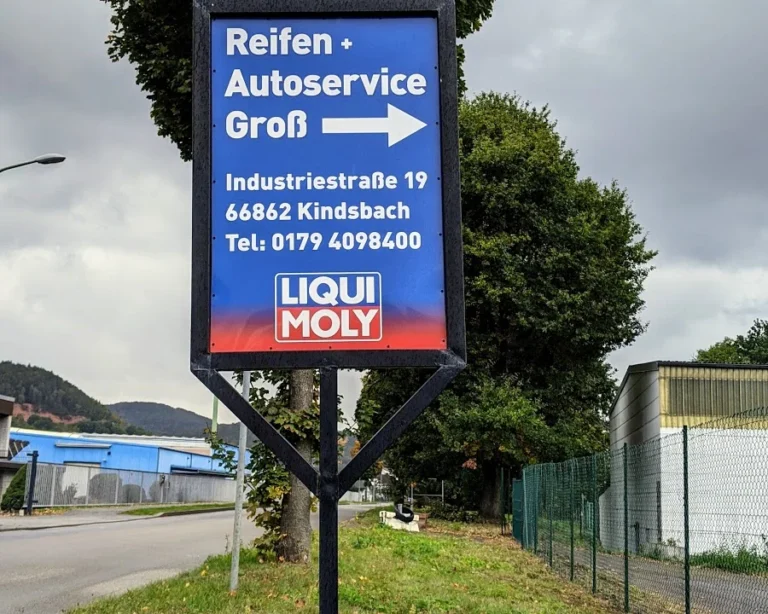 Reifen +
Autoservice
Groß
Industriestraße 19
66862 Kindsbach
Tel: 0179 4098400
LIQUI
MOLY